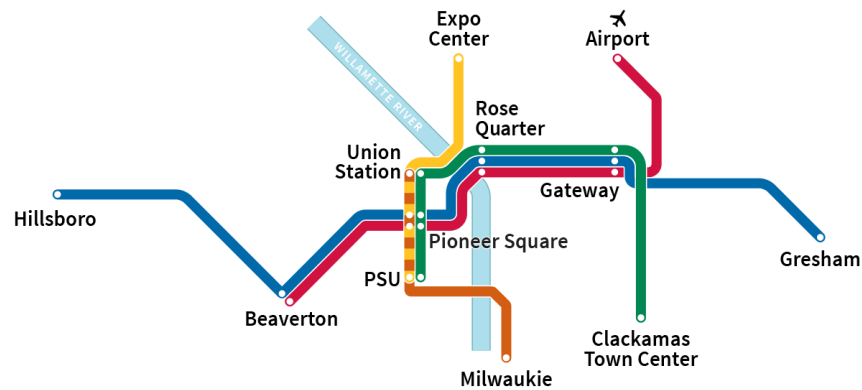 Expo
Center
Airport
WILLAMETTE RIVER
Rose
Quarter
Union
Station
Gateway
Hillsboro
Pioneer Square
Gresham
PSU
Beaverton
Clackamas
Town Center
Milwaukie